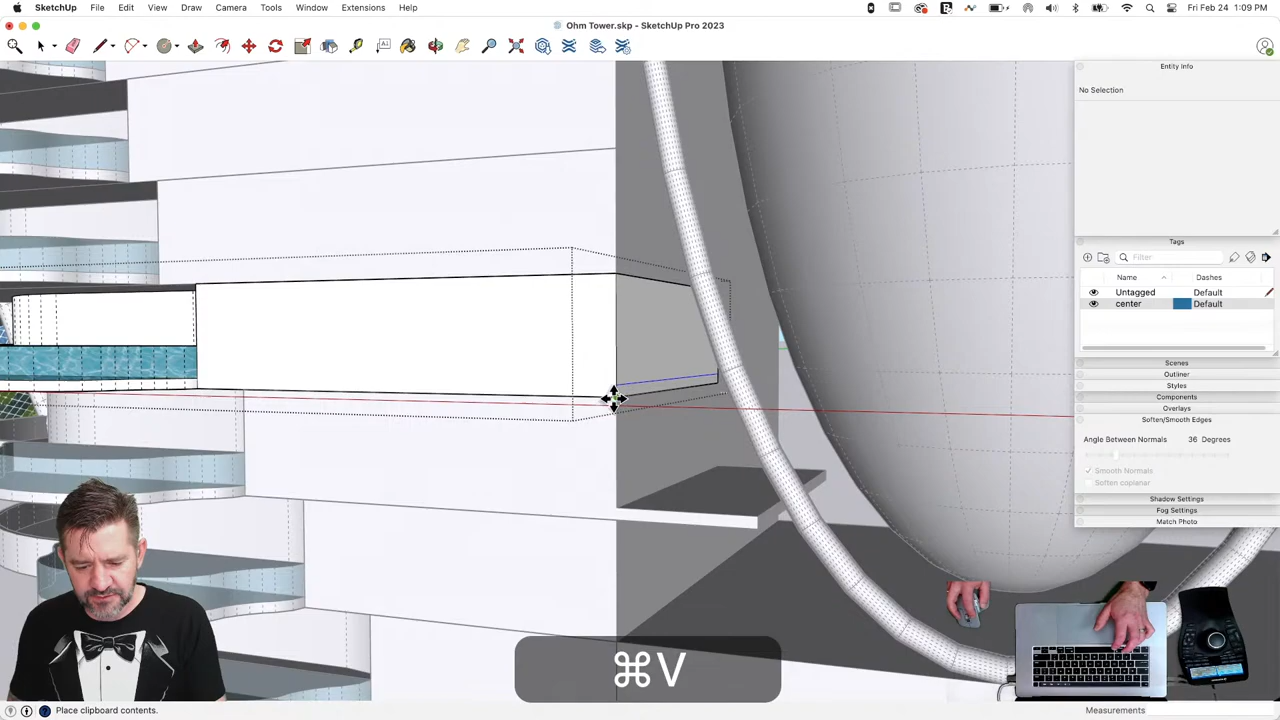 SketchUp File Edit View Draw Camera Tools Window Extensions Help
Fri Feb 24 1:09 PM
Ohm Tower.skp - SketchUp Pro 2023
Entity Info
No Selection
Tags
Filter
Name Dashes
Untagged Default
center Default
Scenes
Outliner
Styles
Components
Overlays
Soften/Smooth Edges
Angle Between Normals 36 Degrees
Smooth Normals
Soften coplanar
Shadow Settings
Fog Settings
Match Photo
⌘V
Place clipboard contents.
Measurements